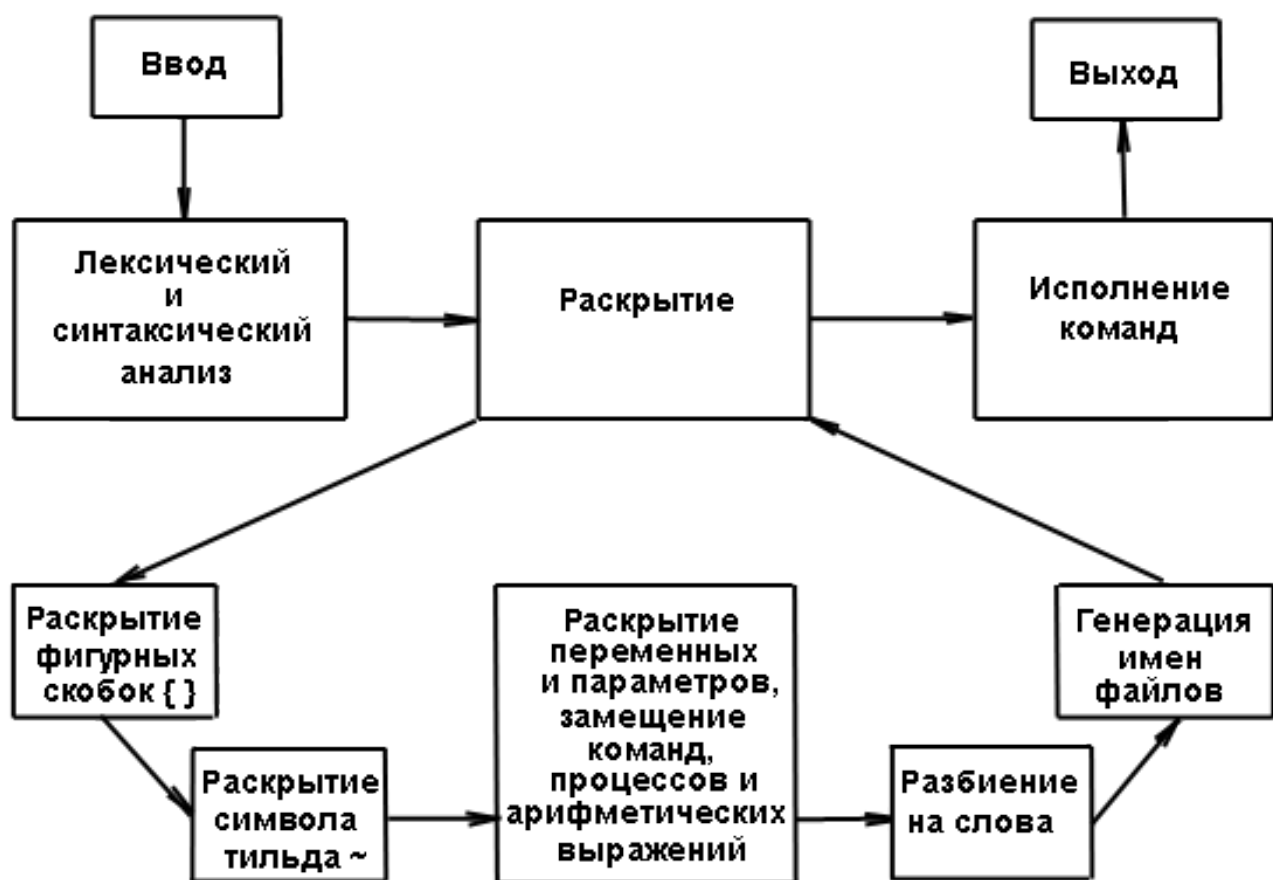 Ввод
Выход
Лексический
и
синтаксический
анализ
Раскрытие
Исполнение
команд
Раскрытие
фигурных
скобок { }
Раскрытие
символа
тильда ~
Раскрытие
переменных
и параметров,
замещение
команд,
процессов и
арифметических
выражений
Разбиение
на слова
Генерация
имен
файлов